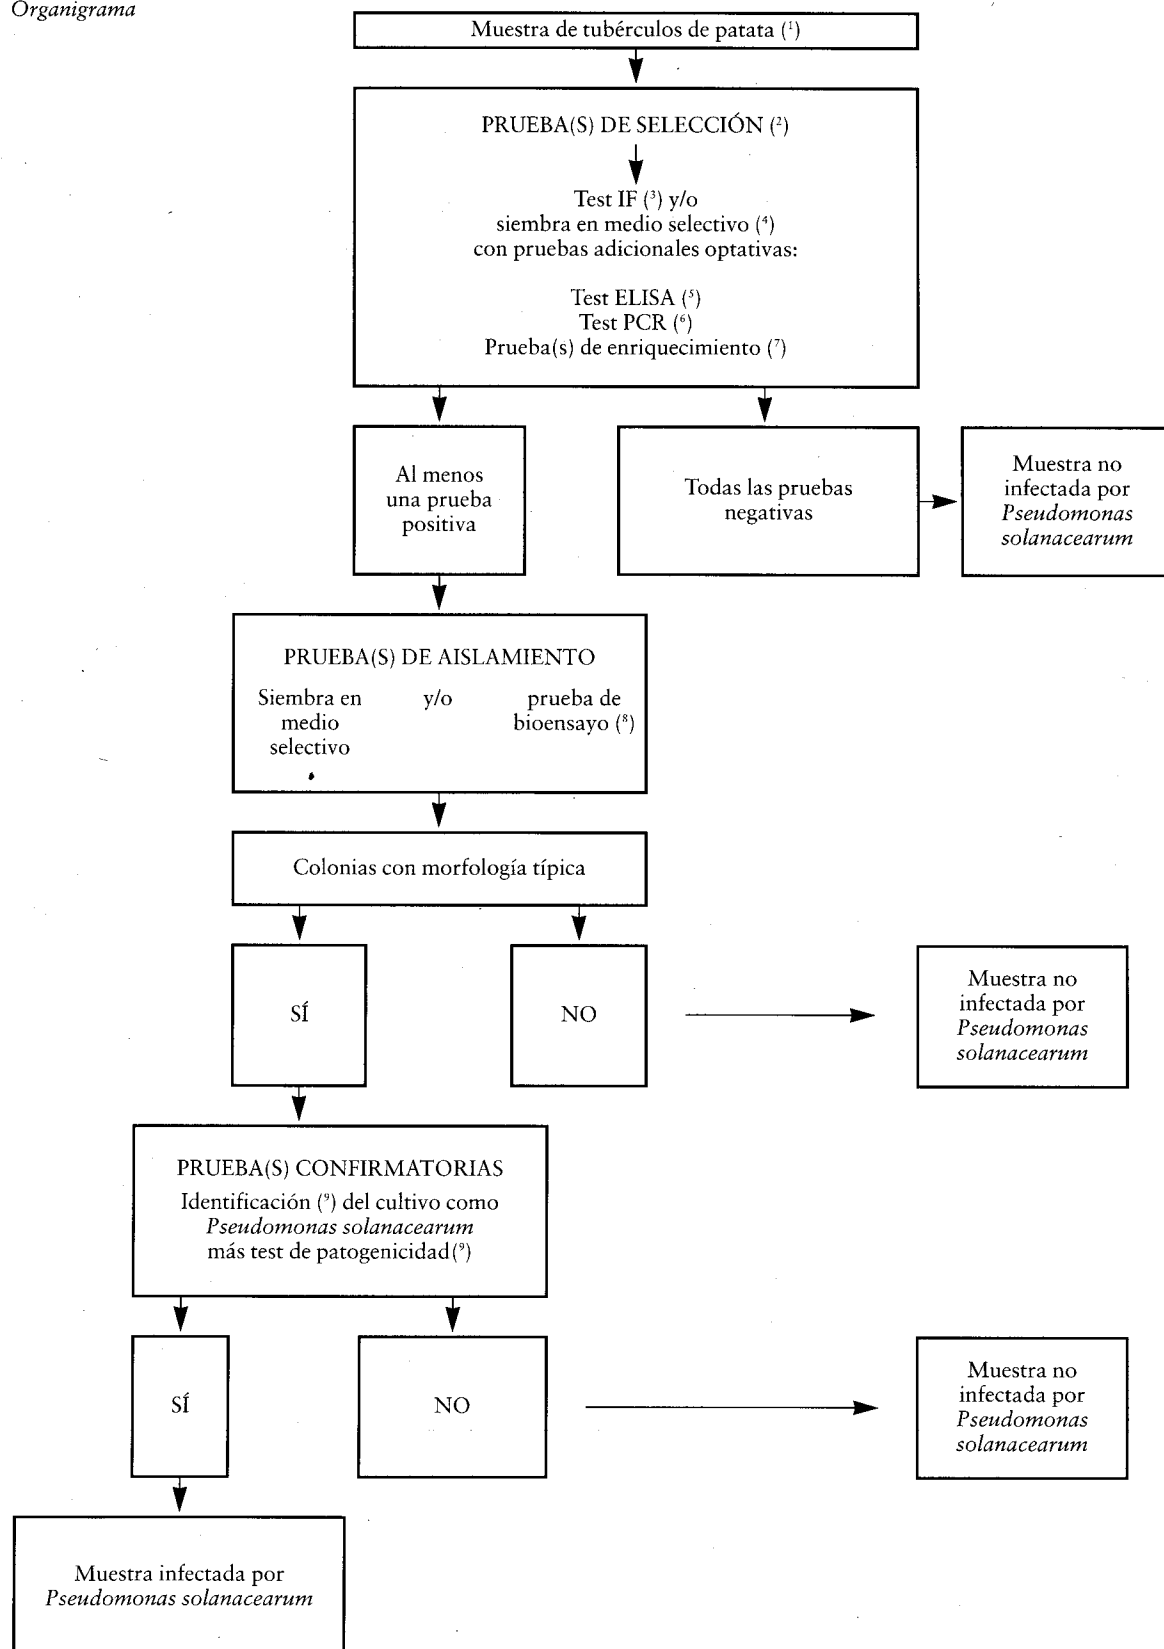 Organigrama
Muestra de tubérculos de patata (¹)
PRUEBA(S) DE SELECCIÓN (²)
Test IF (³) y/o
siembra en medio selectivo (⁴)
con pruebas adicionales optativas:
Test ELISA (⁵)
Test PCR (⁶)
Prueba(s) de enriquecimiento (⁷)
Al menos
una prueba
positiva
Todas las pruebas
negativas
Muestra no
infectada por
Pseudomonas
solanacearum
PRUEBA(S) DE AISLAMIENTO
Siembra en
medio
selectivo
y/o
prueba de
bioensayo (⁸)
Colonias con morfología típica
SÍ
NO
Muestra no
infectada por
Pseudomonas
solanacearum
PRUEBA(S) CONFIRMATORIAS
Identificación (⁹) del cultivo como
Pseudomonas solanacearum
más test de patogenicidad (⁹)
SÍ
NO
Muestra no
infectada por
Pseudomonas
solanacearum
Muestra infectada por
Pseudomonas solanacearum